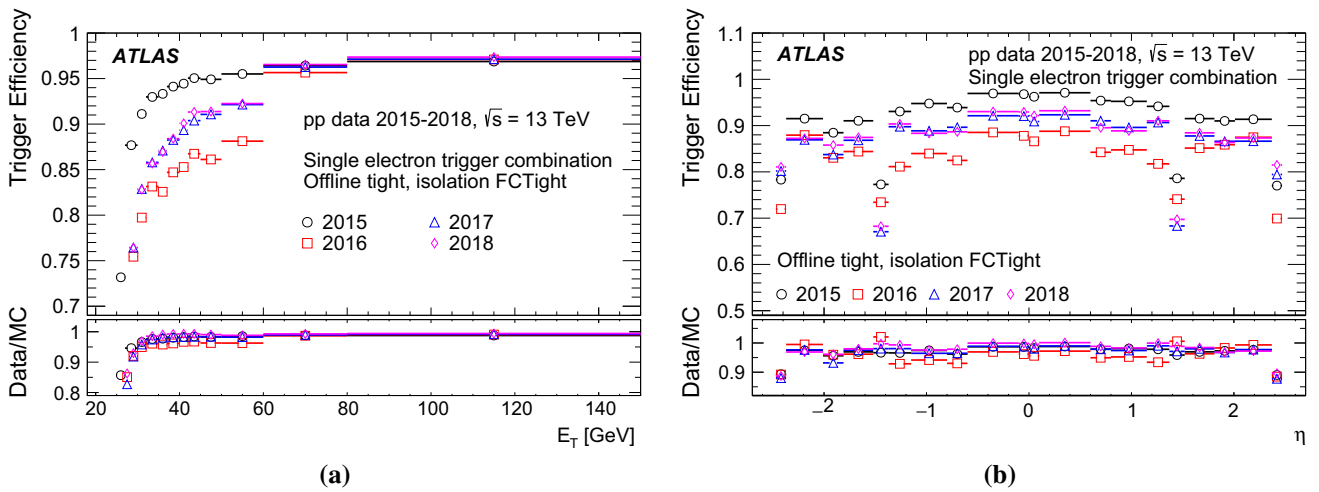 Trigger Efficiency
1
0.95
0.9
0.85
0.8
0.75
0.7
ATLAS
pp data 2015-2018, √s = 13 TeV
Single electron trigger combination
Offline tight, isolation FCTight
2015
2017
2016
2018
Data/MC
1
0.9
0.8
20 40 60 80 100 120 140
E_T [GeV]
(a)
Trigger Efficiency
1.1
1
0.9
0.8
0.7
0.6
0.5
ATLAS
pp data 2015-2018, √s = 13 TeV
Single electron trigger combination
Offline tight, isolation FCTight
2015 2016 2017 2018
Data/MC
1
0.9
−2 −1 0 1 2
η
(b)